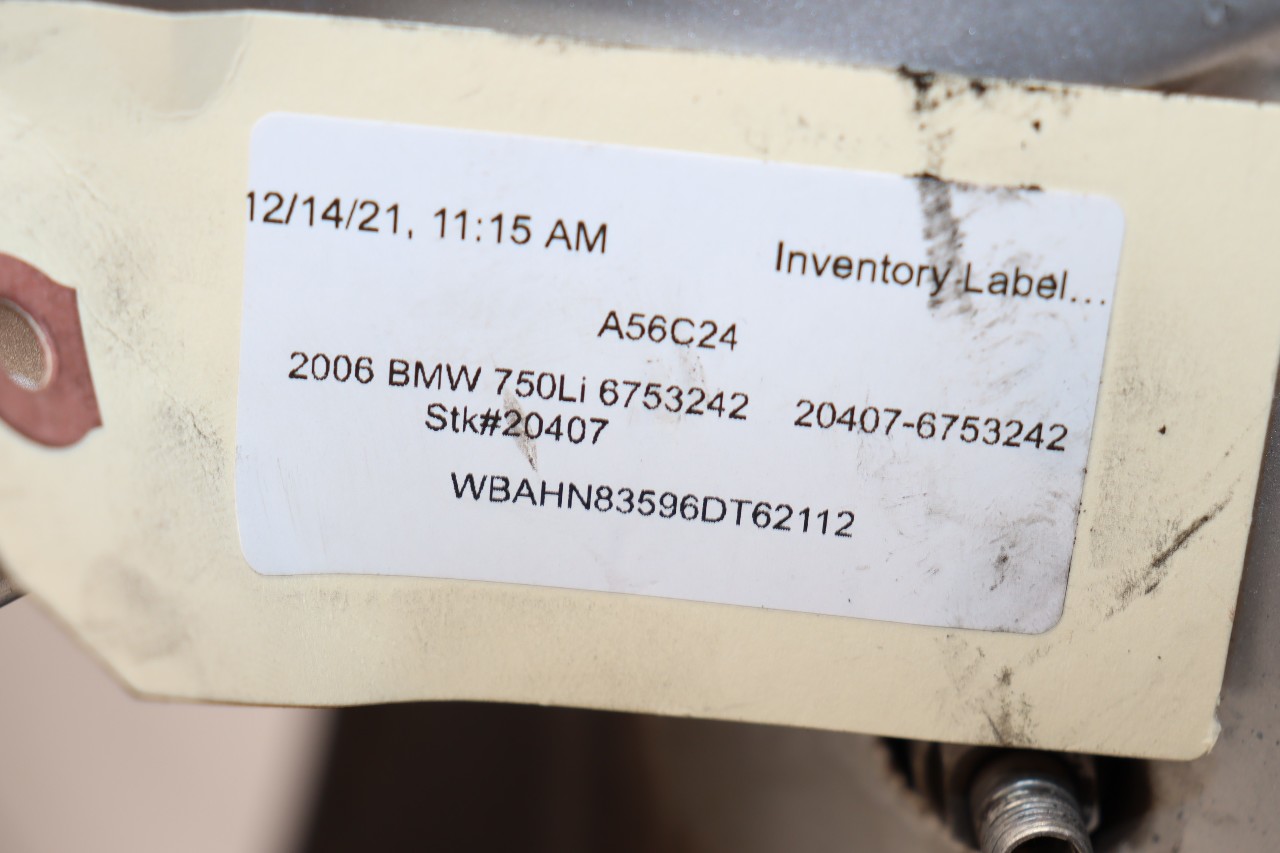 12/14/21, 11:15 AM
Inventory Label...
A56C24
2006 BMW 750Li 6753242
20407-6753242
Stk#20407
WBAHN83596DT62112